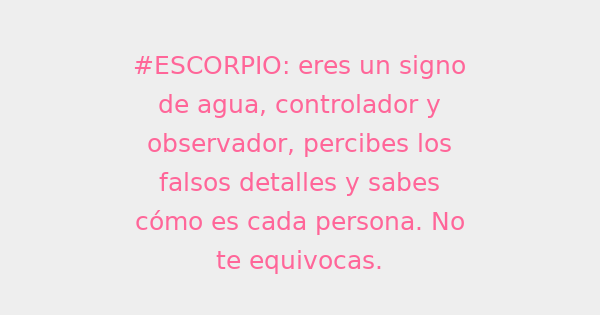 #ESCORPIO: eres un signo
de agua, controlador y
observador, percibes los
falsos detalles y sabes
cómo es cada persona. No
te equivocas.